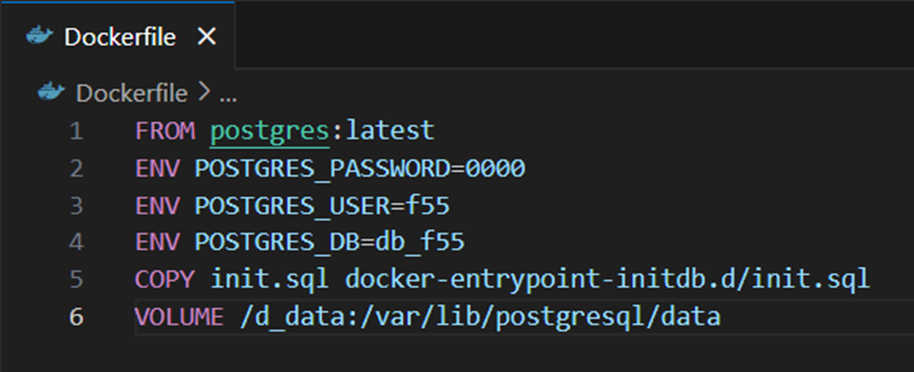 Dockerfile ×
Dockerfile > ...
1 FROM postgres:latest
2 ENV POSTGRES_PASSWORD=0000
3 ENV POSTGRES_USER=f55
4 ENV POSTGRES_DB=db_f55
5 COPY init.sql docker-entrypoint-initdb.d/init.sql
6 VOLUME /d_data:/var/lib/postgresql/data